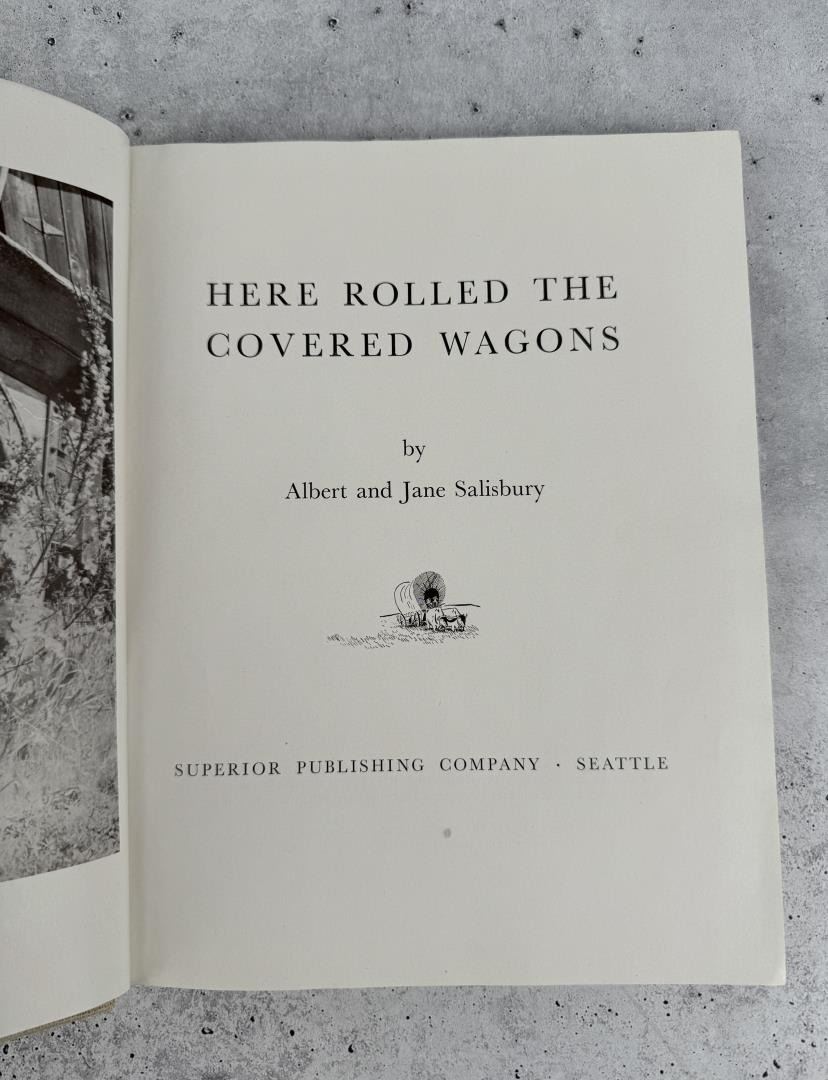 HERE ROLLED THE
COVERED WAGONS
by
Albert and Jane Salisbury
SUPERIOR PUBLISHING COMPANY · SEATTLE